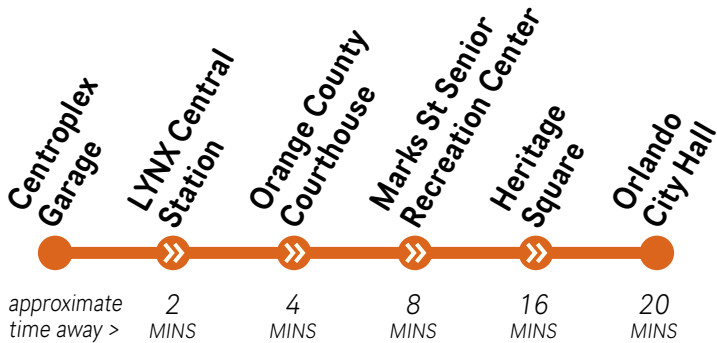 Centroplex
Garage
LYNX Central
Station
Orange County
Courthouse
Marks St Senior
Recreation Center
Heritage
Square
Orlando
City Hall
approximate
time away >
2
MINS
4
MINS
8
MINS
16
MINS
20
MINS